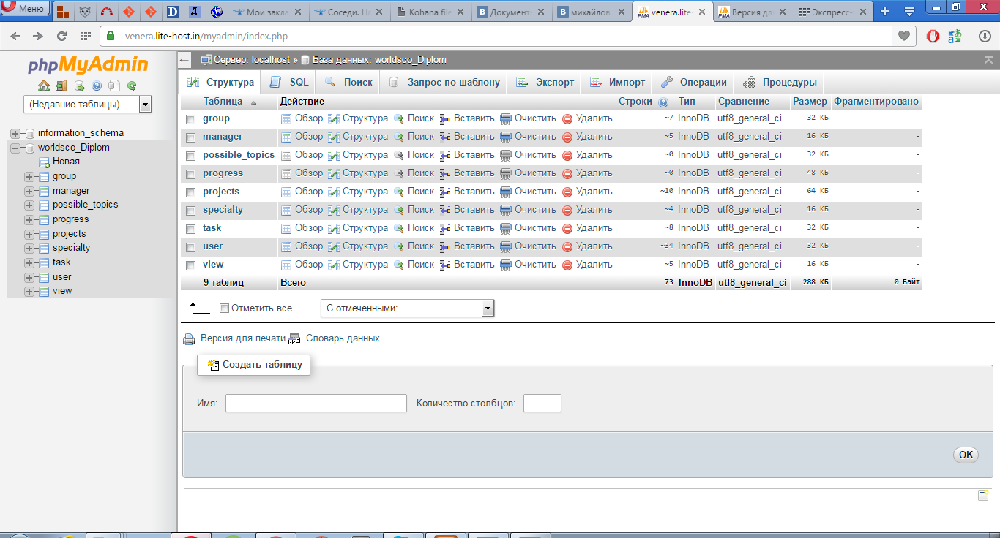 Меню
Мои закла
Соседи. На
Kohana file
Документ
михайлов
venera.lite-
Версия для
Экспресс-
venera.lite-host.in/myadmin/index.php
phpMyAdmin
(Недавние таблицы) ...
information_schema
worldsco_Diplom
Новая
group
manager
possible_topics
progress
projects
specialty
task
user
view
Сервер: localhost » База данных: worldsco_Diplom
Структура SQL Поиск Запрос по шаблону Экспорт Импорт Операции Процедуры
Таблица Действие Строки Тип Сравнение Размер Фрагментировано
group Обзор Структура Поиск Вставить Очистить Удалить ~7 InnoDB utf8_general_ci 32 КБ -
manager Обзор Структура Поиск Вставить Очистить Удалить ~5 InnoDB utf8_general_ci 16 КБ -
possible_topics Обзор Структура Поиск Вставить Очистить Удалить ~0 InnoDB utf8_general_ci 32 КБ -
progress Обзор Структура Поиск Вставить Очистить Удалить ~0 InnoDB utf8_general_ci 48 КБ -
projects Обзор Структура Поиск Вставить Очистить Удалить ~10 InnoDB utf8_general_ci 64 КБ -
specialty Обзор Структура Поиск Вставить Очистить Удалить ~4 InnoDB utf8_general_ci 16 КБ -
task Обзор Структура Поиск Вставить Очистить Удалить ~8 InnoDB utf8_general_ci 32 КБ -
user Обзор Структура Поиск Вставить Очистить Удалить ~34 InnoDB utf8_general_ci 32 КБ -
view Обзор Структура Поиск Вставить Очистить Удалить ~5 InnoDB utf8_general_ci 16 КБ -
9 таблиц Всего 73 InnoDB utf8_general_ci 288 КБ 0 Байт
Отметить все С отмеченными:
Версия для печати Словарь данных
Создать таблицу
Имя: Количество столбцов:
OK